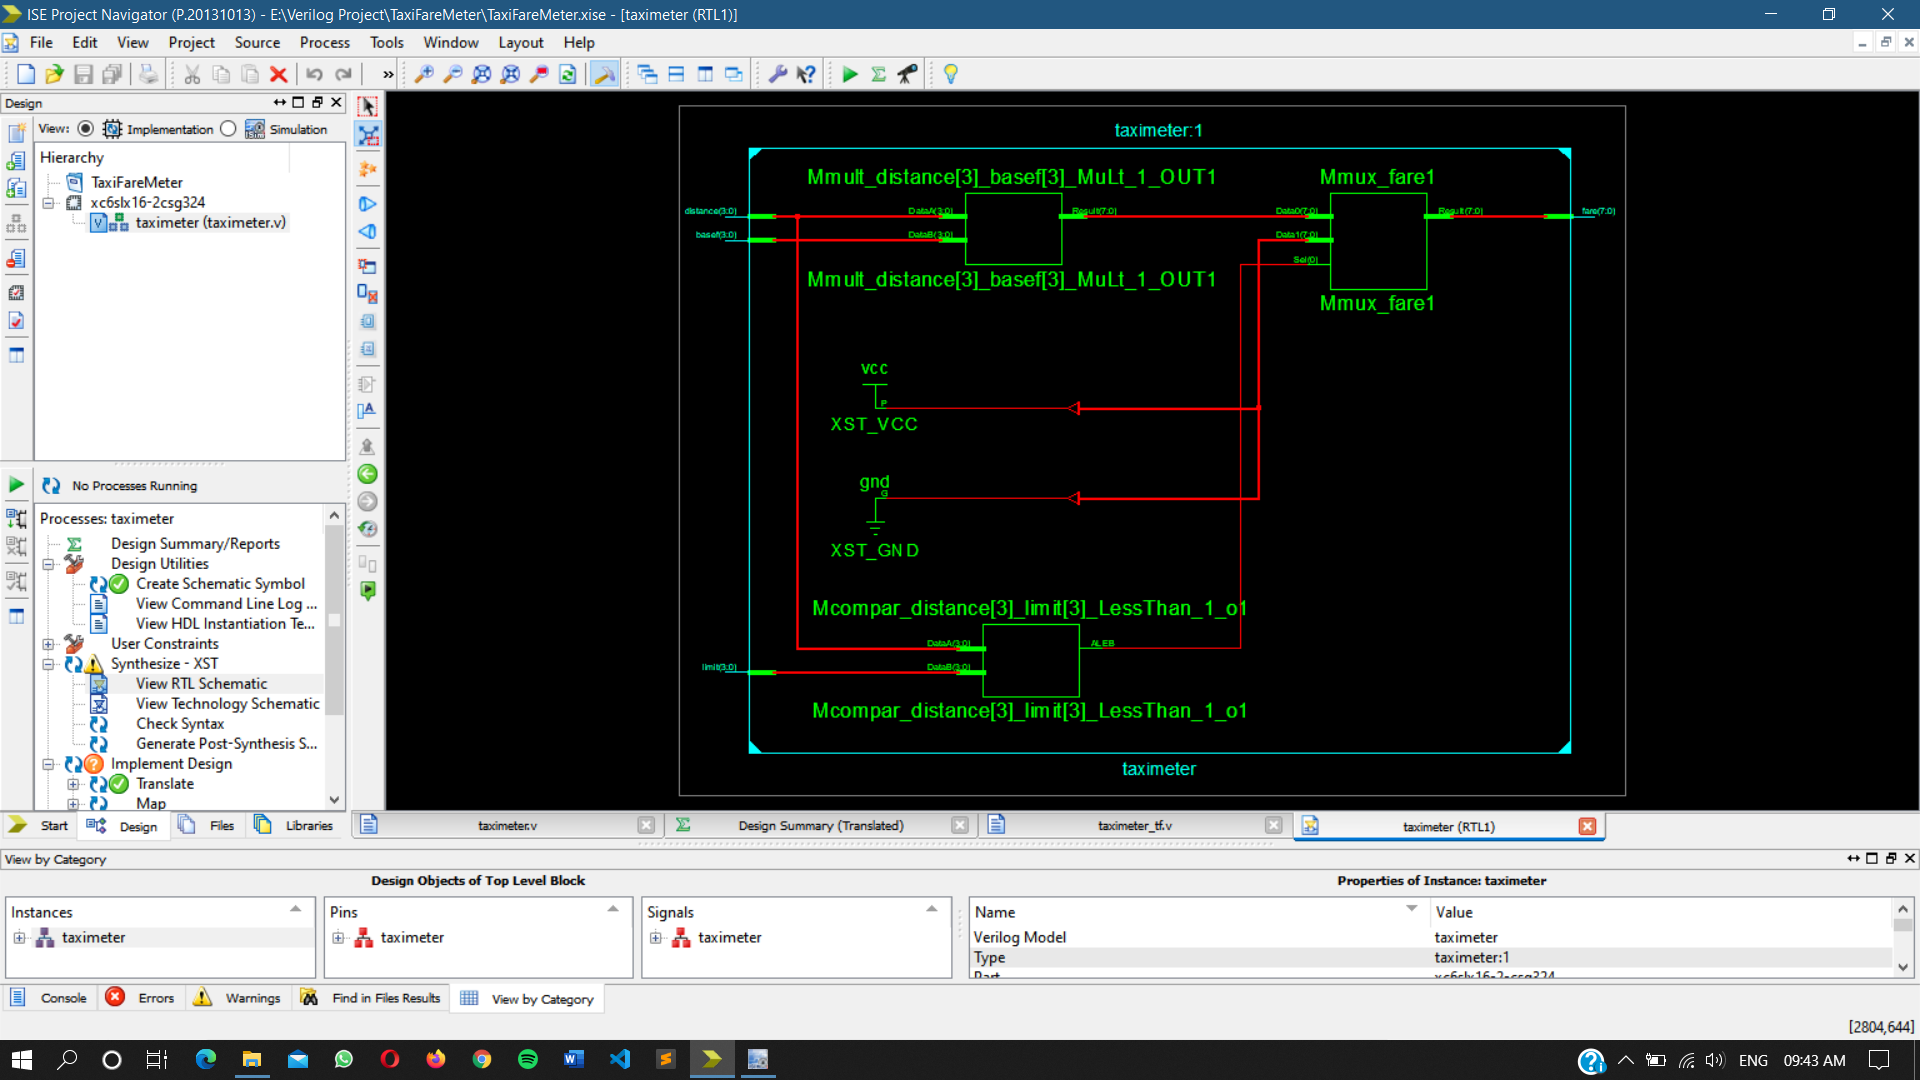 ISE Project Navigator (P.20131013) - E:\Verilog Project\TaxiFareMeter\TaxiFareMeter.xise - [taximeter (RTL1)]
File Edit View Project Source Process Tools Window Layout Help
Design
View: Implementation Simulation
Hierarchy
TaxiFareMeter
xc6slx16-2csg324
taximeter (taximeter.v)
No Processes Running
Processes: taximeter
Design Summary/Reports
Design Utilities
Create Schematic Symbol
View Command Line Log ...
View HDL Instantiation Te...
User Constraints
Synthesize - XST
View RTL Schematic
View Technology Schematic
Check Syntax
Generate Post-Synthesis S...
Implement Design
Translate
Map
Start Design Files Libraries
taximeter:1
Mmult_distance[3]_basef[3]_MuLt_1_OUT1
Mmux_fare1
distance(3:0)
DataA(3:0)
Result(7:0)
Data0(7:0)
Result(7:0)
fare(7:0)
basef(3:0)
DataB(3:0)
Data1(7:0)
Sel(0)
Mmult_distance[3]_basef[3]_MuLt_1_OUT1
Mmux_fare1
vcc
P
XST_VCC
gnd
G
XST_GND
Mcompar_distance[3]_limit[3]_LessThan_1_o1
DataA(3:0)
ALEB
limit(3:0)
DataB(3:0)
Mcompar_distance[3]_limit[3]_LessThan_1_o1
taximeter
taximeter.v
Design Summary (Translated)
taximeter_tf.v
taximeter (RTL1)
View by Category
Design Objects of Top Level Block
Properties of Instance: taximeter
Instances
taximeter
Pins
taximeter
Signals
taximeter
Name Value
Verilog Model taximeter
Type taximeter:1
Part xc6slx16-2-csg324
Console Errors Warnings Find in Files Results View by Category
[2804,644]
ENG 09:43 AM